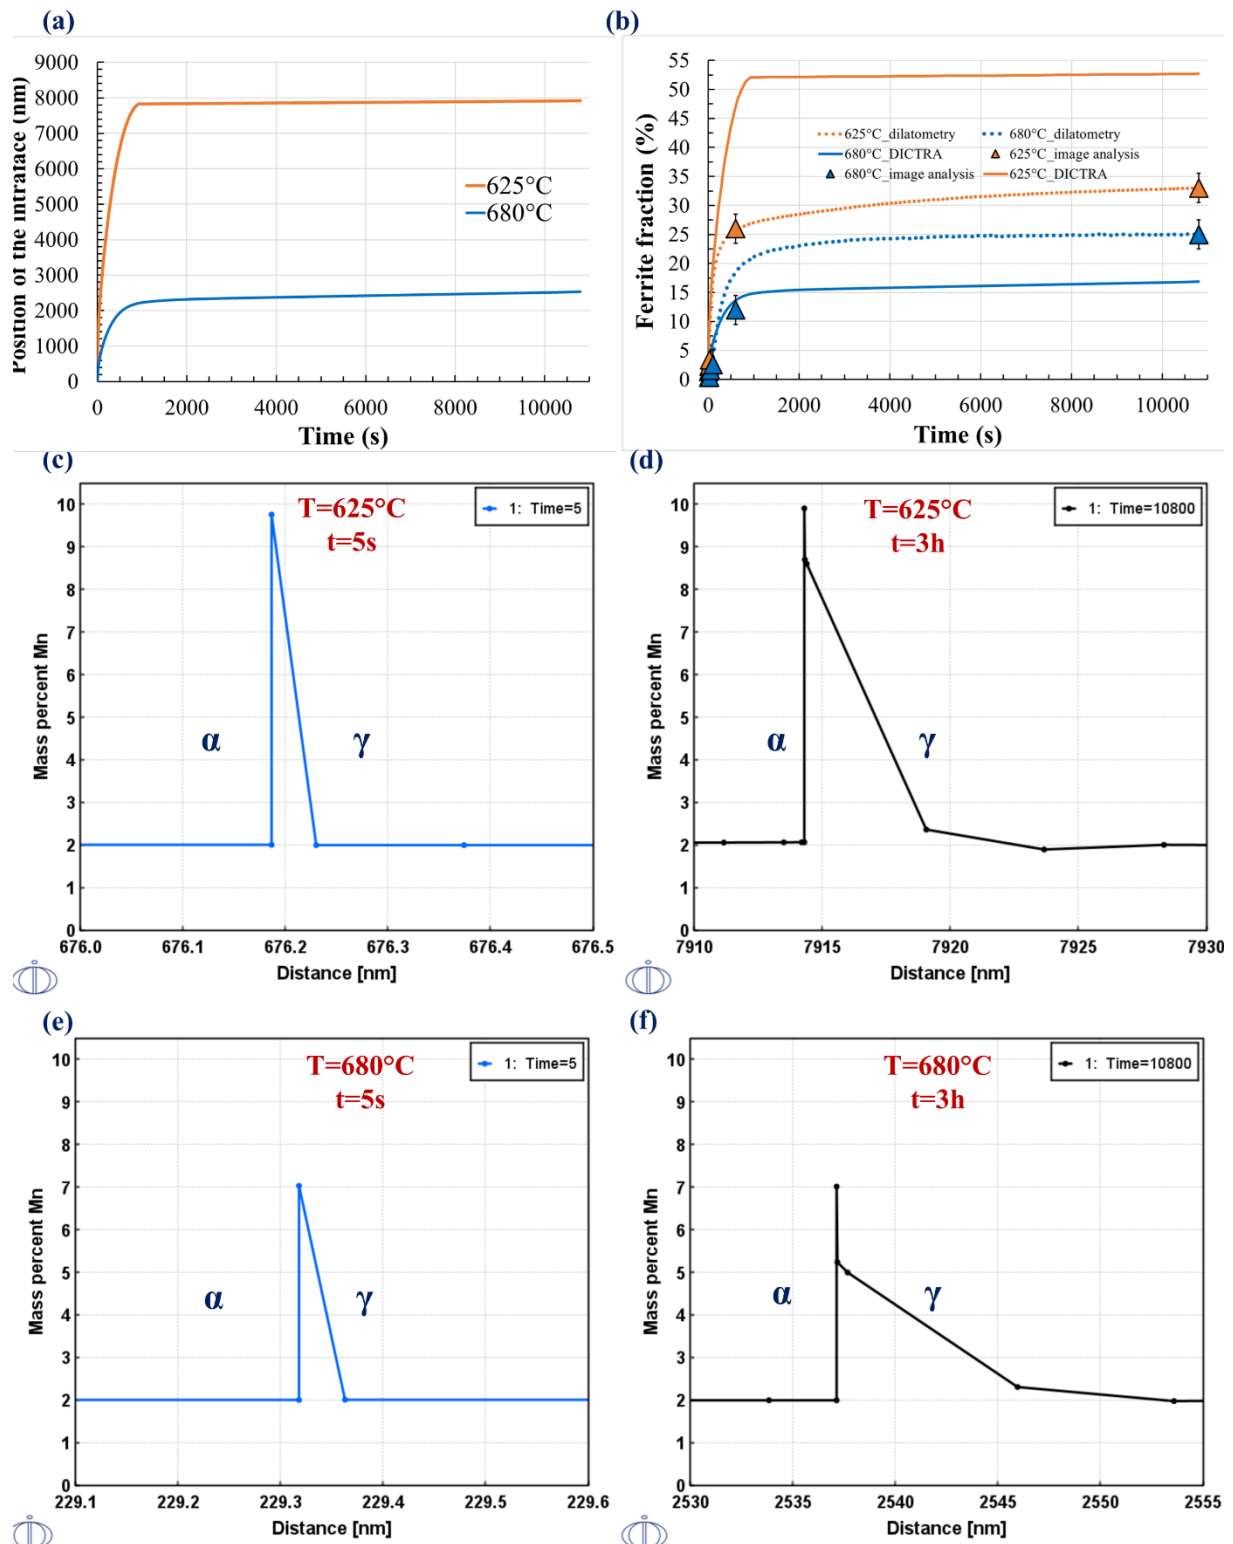 (a)
Position of the intraface (nm)
9000
8000
7000
6000
5000
4000
3000
2000
1000
0
625°C
680°C
0 2000 4000 6000 8000 10000
Time (s)
(b)
Ferrite fraction (%)
55
50
45
40
35
30
25
20
15
10
5
0
625°C_dilatometry 680°C_dilatometry
680°C_DICTRA 625°C_image analysis
680°C_image analysis 625°C_DICTRA
0 2000 4000 6000 8000 10000
Time (s)
(c)
Mass percent Mn
10
9
8
7
6
5
4
3
2
1
0
T=625°C
t=5s
1: Time=5
α γ
676.0 676.1 676.2 676.3 676.4 676.5
Distance [nm]
(d)
Mass percent Mn
10
9
8
7
6
5
4
3
2
1
0
T=625°C
t=3h
1: Time=10800
α γ
7910 7915 7920 7925 7930
Distance [nm]
(e)
Mass percent Mn
10
9
8
7
6
5
4
3
2
1
0
T=680°C
t=5s
1: Time=5
α γ
229.1 229.2 229.3 229.4 229.5 229.6
Distance [nm]
(f)
Mass percent Mn
10
9
8
7
6
5
4
3
2
1
0
T=680°C
t=3h
1: Time=10800
α γ
2530 2535 2540 2545 2550 2555
Distance [nm]